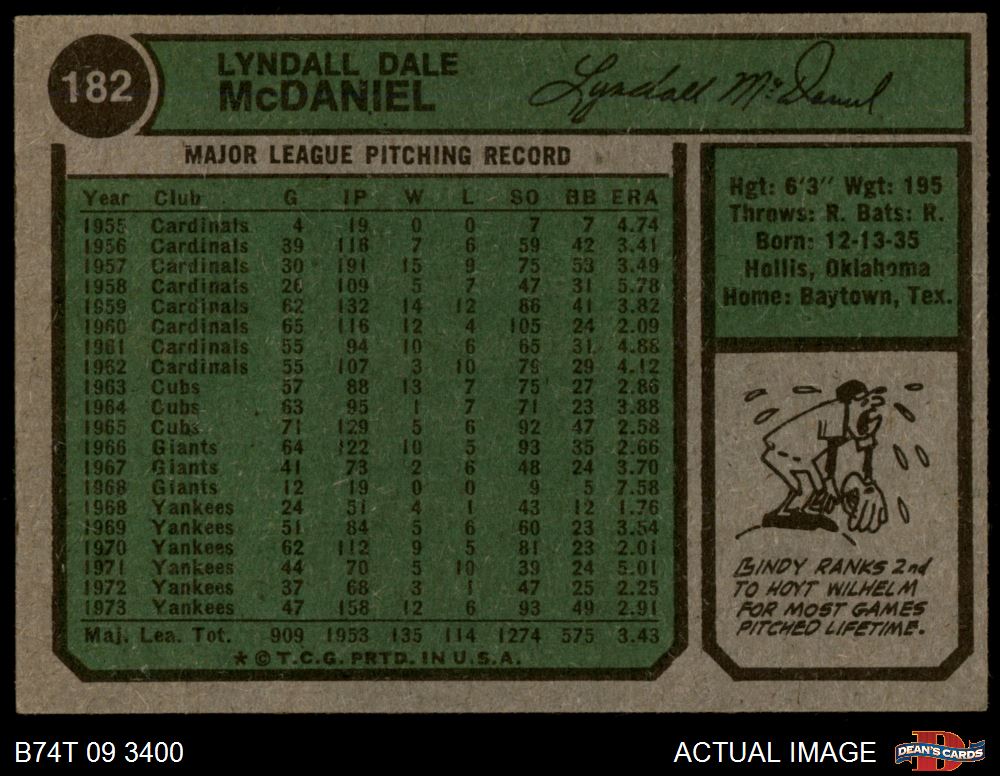 182
LYNDALL DALE
McDANIEL
Lyndall McDaniel
MAJOR LEAGUE PITCHING RECORD
Year Club G IP W L SO BB ERA
1955 Cardinals 4 19 0 0 7 7 4.74
1956 Cardinals 39 116 7 6 59 42 3.41
1957 Cardinals 30 191 15 9 75 53 3.49
1958 Cardinals 26 109 5 7 47 31 5.78
1959 Cardinals 62 132 14 12 86 41 3.82
1960 Cardinals 65 116 12 4 105 24 2.09
1961 Cardinals 55 94 10 6 65 31 4.88
1962 Cardinals 55 107 3 10 79 29 4.12
1963 Cubs 57 88 13 7 75 27 2.86
1964 Cubs 63 95 1 7 71 23 3.88
1965 Cubs 71 129 5 6 92 47 2.58
1966 Giants 64 122 10 5 93 35 2.66
1967 Giants 41 73 2 6 48 24 3.70
1968 Giants 12 19 0 0 9 5 7.58
1968 Yankees 24 51 4 1 43 12 1.76
1969 Yankees 51 84 5 6 60 23 3.54
1970 Yankees 62 112 9 5 81 23 2.01
1971 Yankees 44 70 5 10 39 24 5.01
1972 Yankees 37 68 3 1 47 25 2.25
1973 Yankees 47 158 12 6 93 49 2.91
Maj. Lea. Tot. 909 1953 135 114 1274 575 3.43
* © T.C.G. PRTD. IN U.S.A.
Hgt: 6'3" Wgt: 195
Throws: R. Bats: R.
Born: 12-13-35
Hollis, Oklahoma
Home: Baytown, Tex.
LINDY RANKS 2nd
TO HOYT WILHELM
FOR MOST GAMES
PITCHED LIFETIME.
B74T 09 3400
ACTUAL IMAGE
DEAN'S CARDS